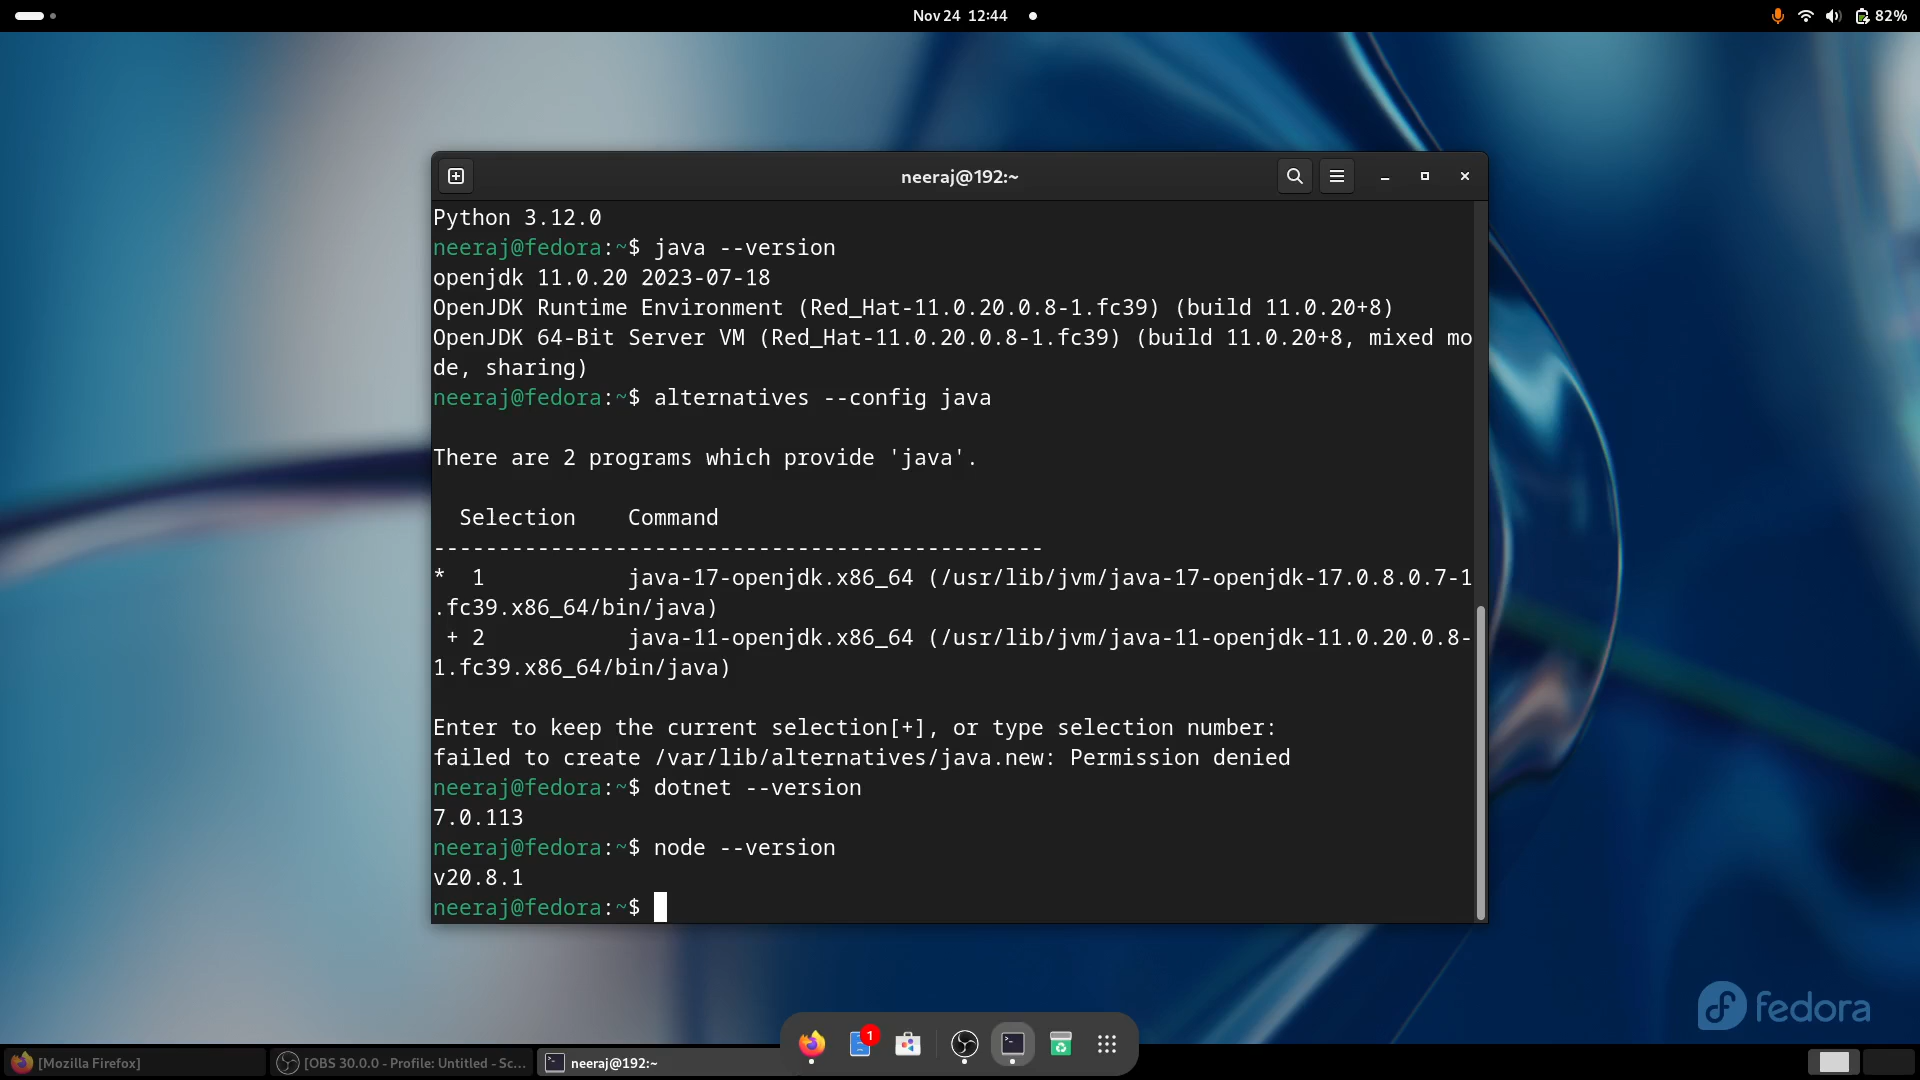 Nov 24 12:44
82%
neeraj@192:~
Python 3.12.0
neeraj@fedora:~$ java --version
openjdk 11.0.20 2023-07-18
OpenJDK Runtime Environment (Red_Hat-11.0.20.0.8-1.fc39) (build 11.0.20+8)
OpenJDK 64-Bit Server VM (Red_Hat-11.0.20.0.8-1.fc39) (build 11.0.20+8, mixed mo
de, sharing)
neeraj@fedora:~$ alternatives --config java
There are 2 programs which provide 'java'.
  Selection    Command
-----------------------------------------------
*  1           java-17-openjdk.x86_64 (/usr/lib/jvm/java-17-openjdk-17.0.8.0.7-1
.fc39.x86_64/bin/java)
 + 2           java-11-openjdk.x86_64 (/usr/lib/jvm/java-11-openjdk-11.0.20.0.8-
1.fc39.x86_64/bin/java)
Enter to keep the current selection[+], or type selection number:
failed to create /var/lib/alternatives/java.new: Permission denied
neeraj@fedora:~$ dotnet --version
7.0.113
neeraj@fedora:~$ node --version
v20.8.1
neeraj@fedora:~$
fedora
1
[Mozilla Firefox]
[OBS 30.0.0 - Profile: Untitled - Sc...
neeraj@192:~